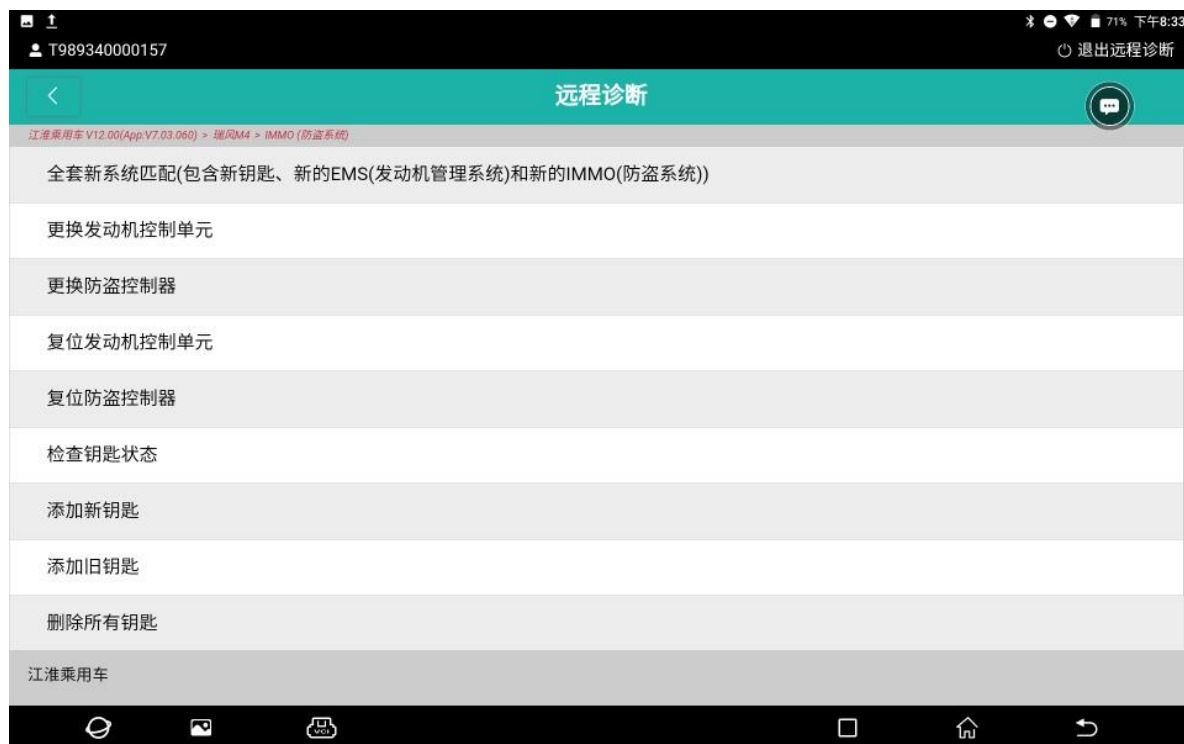 71% 下午8:33
T989340000157
退出远程诊断
远程诊断
江淮乘用车 V12.00(App:V7.03.060) > 瑞风M4 > IMMO (防盗系统)
全套新系统匹配(包含新钥匙、新的EMS(发动机管理系统)和新的IMMO(防盗系统))
更换发动机控制单元
更换防盗控制器
复位发动机控制单元
复位防盗控制器
检查钥匙状态
添加新钥匙
添加旧钥匙
删除所有钥匙
江淮乘用车
VCI